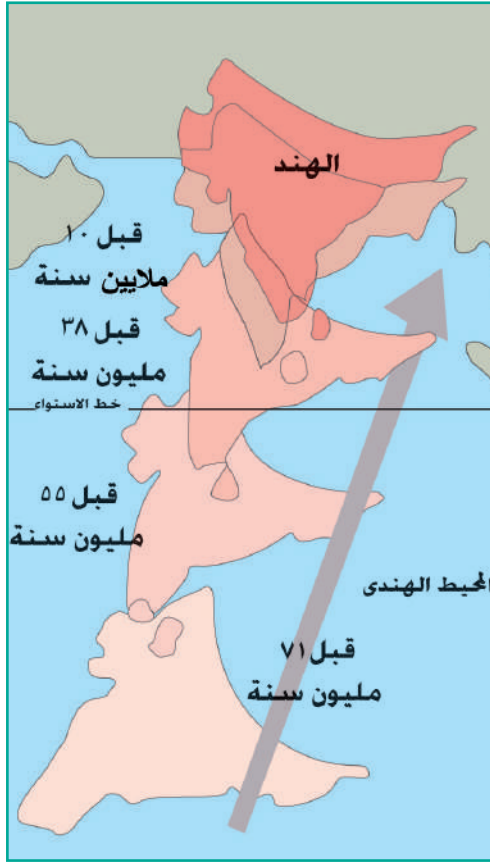 الهند
قبل ١٠
ملايين سنة
قبل ٣٨
مليون سنة
خط الاستواء
قبل ٥٥
مليون سنة
المحيط الهندى
قبل ٧١
مليون سنة